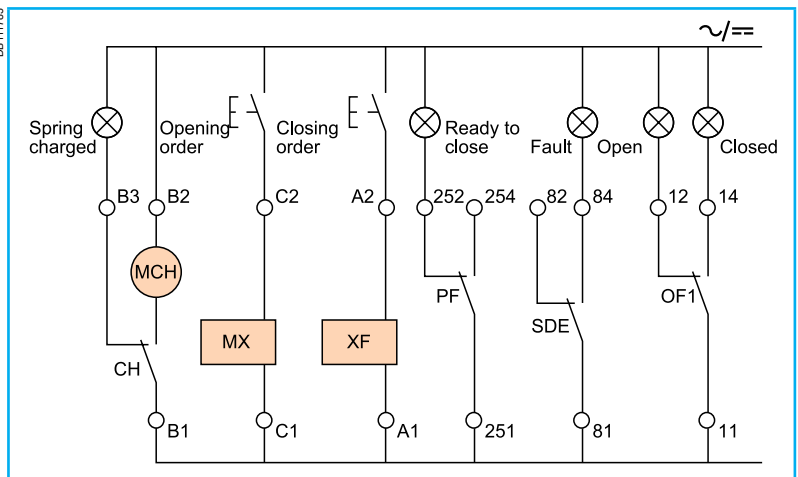 ~/==
Spring charged
Opening order
Closing order
Ready to close
Fault
Open
Closed
B3
B2
C2
A2
252
254
82
84
12
14
MCH
PF
OF1
SDE
MX
XF
CH
B1
C1
A1
251
81
11